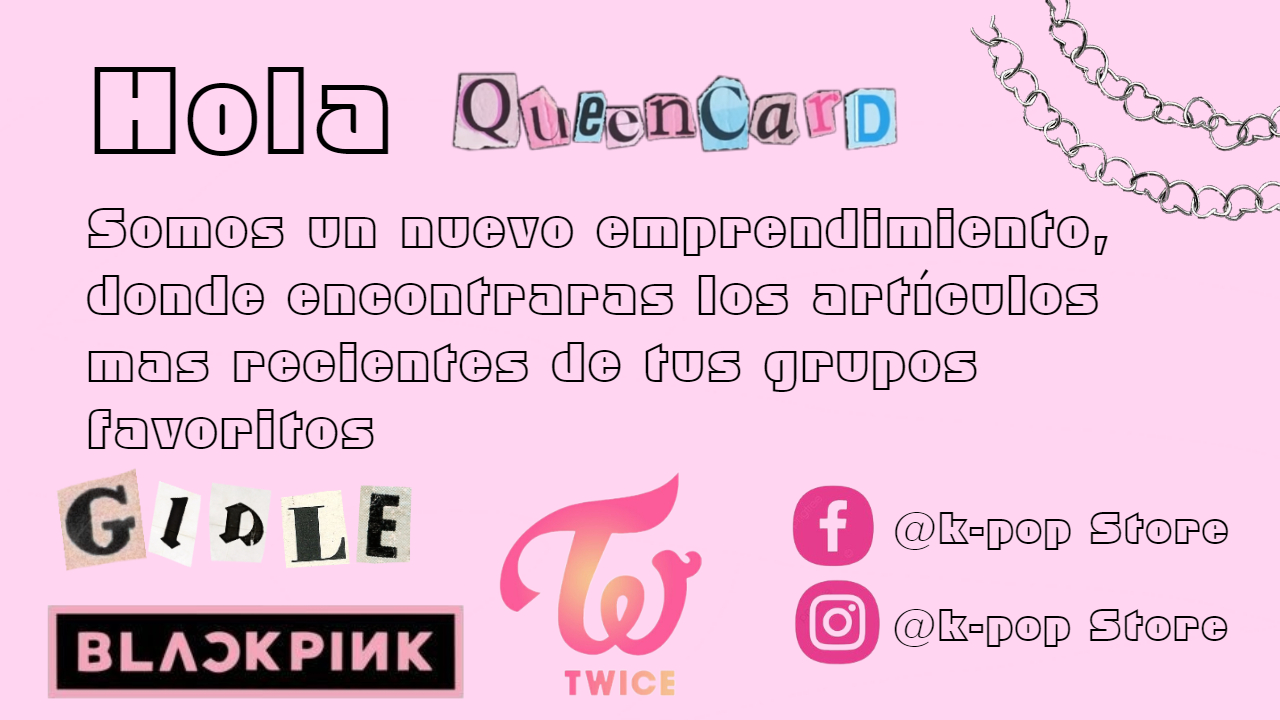 Hola QueenCarD
Somos un nuevo emprendimiento,
donde encontraras los artículos
mas recientes de tus grupos
favoritos
GIDLE
BLACKPINK
TWICE
@k-pop Store
@k-pop Store